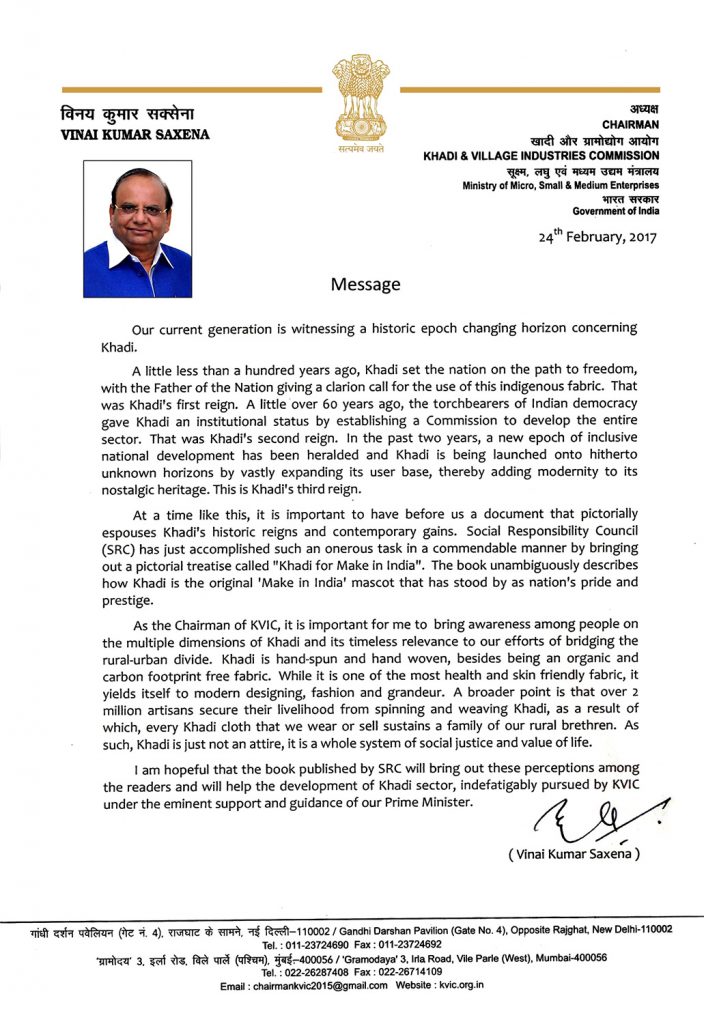 सत्यमेव जयते
विनय कुमार सक्सेना
VINAI KUMAR SAXENA
अध्यक्ष
CHAIRMAN
खादी और ग्रामोद्योग आयोग
KHADI & VILLAGE INDUSTRIES COMMISSION
सूक्ष्म, लघु एवं मध्यम उद्यम मंत्रालय
Ministry of Micro, Small & Medium Enterprises
भारत सरकार
Government of India
24th February, 2017
Message
Our current generation is witnessing a historic epoch changing horizon concerning
Khadi.
A little less than a hundred years ago, Khadi set the nation on the path to freedom,
with the Father of the Nation giving a clarion call for the use of this indigenous fabric. That
was Khadi's first reign. A little over 60 years ago, the torchbearers of Indian democracy
gave Khadi an institutional status by establishing a Commission to develop the entire
sector. That was Khadi's second reign. In the past two years, a new epoch of inclusive
national development has been heralded and Khadi is being launched onto hitherto
unknown horizons by vastly expanding its user base, thereby adding modernity to its
nostalgic heritage. This is Khadi's third reign.
At a time like this, it is important to have before us a document that pictorially
espouses Khadi's historic reigns and contemporary gains. Social Responsibility Council
(SRC) has just accomplished such an onerous task in a commendable manner by bringing
out a pictorial treatise called "Khadi for Make in India". The book unambiguously describes
how Khadi is the original 'Make in India' mascot that has stood by as nation's pride and
prestige.
As the Chairman of KVIC, it is important for me to bring awareness among people on
the multiple dimensions of Khadi and its timeless relevance to our efforts of bridging the
rural-urban divide. Khadi is hand-spun and hand woven, besides being an organic and
carbon footprint free fabric. While it is one of the most health and skin friendly fabric, it
yields itself to modern designing, fashion and grandeur. A broader point is that over 2
million artisans secure their livelihood from spinning and weaving Khadi, as a result of
which, every Khadi cloth that we wear or sell sustains a family of our rural brethren. As
such, Khadi is just not an attire, it is a whole system of social justice and value of life.
I am hopeful that the book published by SRC will bring out these perceptions among
the readers and will help the development of Khadi sector, indefatigably pursued by KVIC
under the eminent support and guidance of our Prime Minister.
( Vinai Kumar Saxena )
गांधी दर्शन पवेलियन (गेट नं. 4), राजघाट के सामने, नई दिल्ली–110002 / Gandhi Darshan Pavilion (Gate No. 4), Opposite Rajghat, New Delhi-110002
Tel. : 011-23724690 Fax : 011-23724692
'ग्रामोदय' 3, इर्ला रोड, विले पार्ले (पश्चिम), मुंबई–400056 / 'Gramodaya' 3, Irla Road, Vile Parle (West), Mumbai-400056
Tel. : 022-26287408 Fax : 022-26714109
Email : chairmankvic2015@gmail.com Website : kvic.org.in